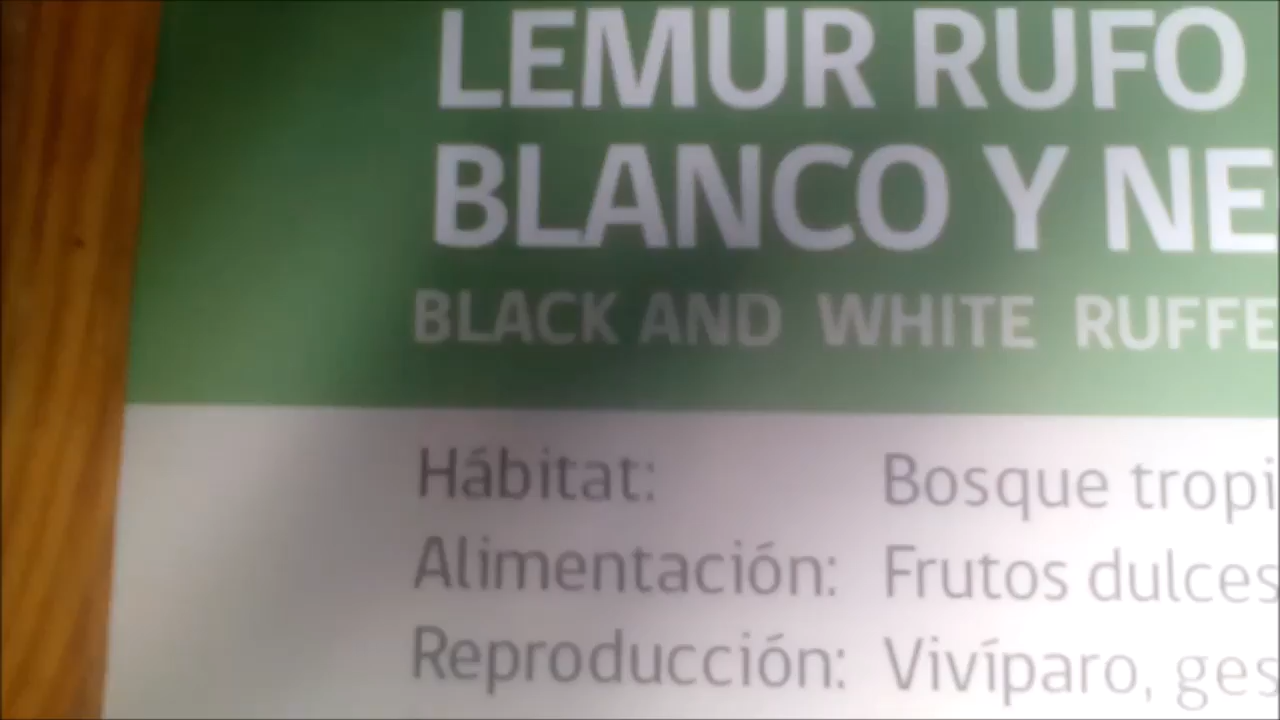 LEMUR RUFO
BLANCO Y NE
BLACK AND WHITE RUFFE
Hábitat: Bosque tropi
Alimentación: Frutos dulces
Reproducción: Vivíparo, ges